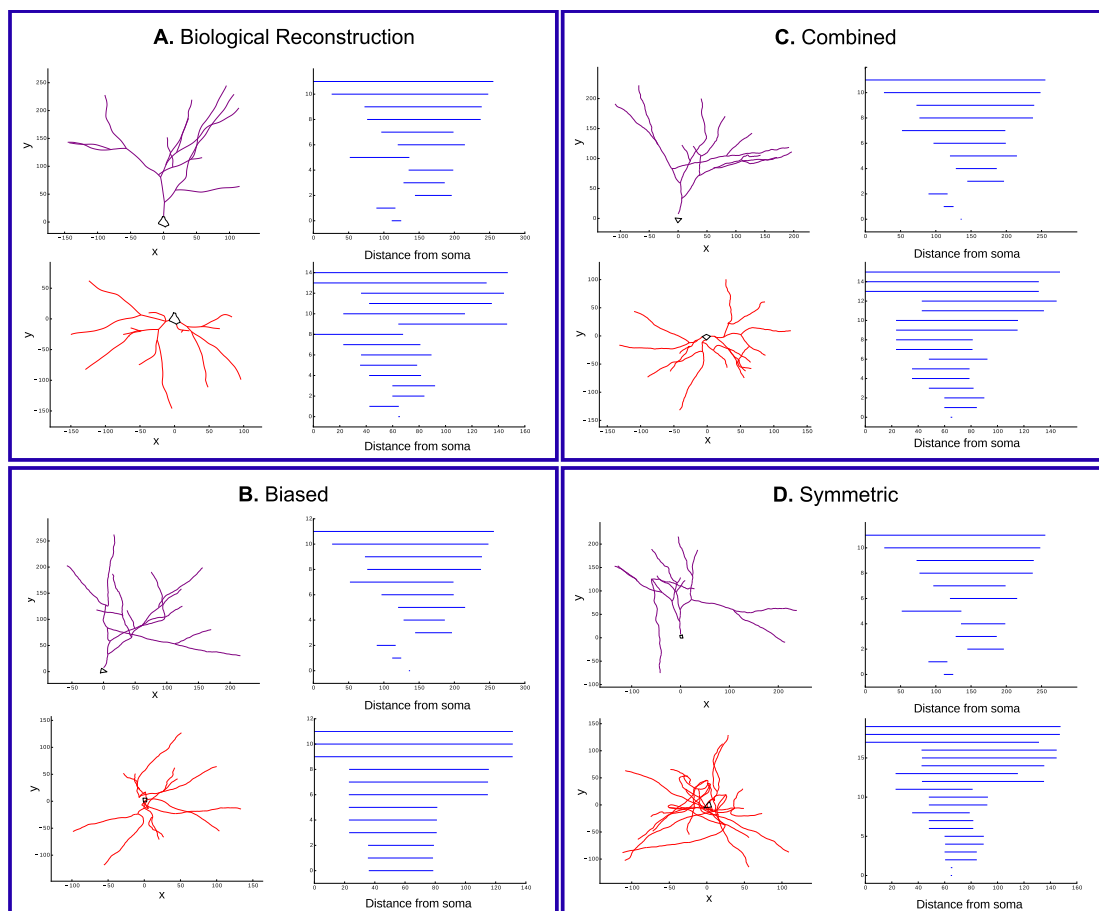 A. Biological Reconstruction
250
200
150
100
50
0
y
−150 −100 −50 0 50 100
x
10
8
6
4
2
0
0 50 100 150 200 250 300
Distance from soma
50
0
−50
−100
−150
y
−150 −100 −50 0 50 100
x
14
12
10
8
6
4
2
0
0 20 40 60 80 100 120 140 160
Distance from soma
C. Combined
250
200
150
100
50
0
y
−100 −50 0 50 100 150 200
x
10
8
6
4
2
0
0 50 100 150 200 250
Distance from soma
100
50
0
−50
−100
−150
y
−150 −100 −50 0 50 100 150
x
14
12
10
8
6
4
2
0
0 20 40 60 80 100 120 140
Distance from soma
B. Biased
250
200
150
100
50
0
y
−50 0 50 100 150 200
x
12
10
8
6
4
2
0
0 50 100 150 200 250 300
Distance from soma
150
100
50
0
−50
−100
y
−100 −50 0 50 100 150
x
12
10
8
6
4
2
0
0 20 40 60 80 100 120 140
Distance from soma
D. Symmetric
200
150
100
50
0
−50
−100
y
−100 0 100 200
x
10
8
6
4
2
0
0 50 100 150 200 250
Distance from soma
150
100
50
0
−50
−100
y
−150 −100 −50 0 50 100 150
x
15
10
5
0
0 20 40 60 80 100 120 140 160
Distance from soma